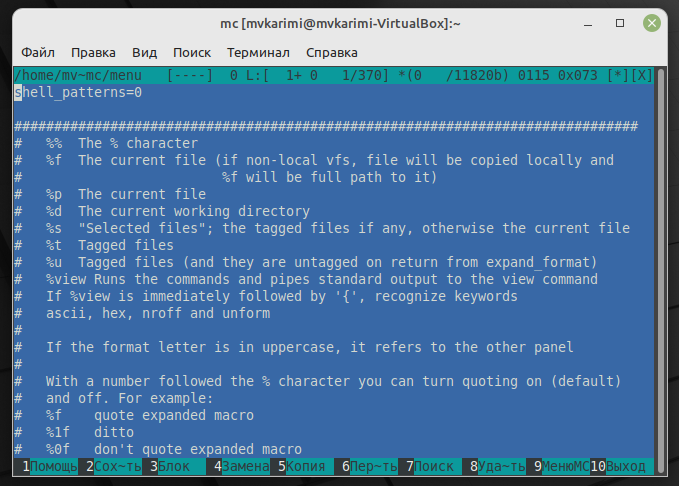 mc [mvkarimi@mvkarimi-VirtualBox]:~
Файл Правка Вид Поиск Терминал Справка
/home/mv~mc/menu [----] 0 L:[ 1+ 0 1/370] *(0 /11820b) 0115 0x073 [*][X]
shell_patterns=0
##############################################################################
# %% The % character
# %f The current file (if non-local vfs, file will be copied locally and
# %f will be full path to it)
# %p The current file
# %d The current working directory
# %s "Selected files"; the tagged files if any, otherwise the current file
# %t Tagged files
# %u Tagged files (and they are untagged on return from expand_format)
# %view Runs the commands and pipes standard output to the view command
# If %view is immediately followed by '{', recognize keywords
# ascii, hex, nroff and unform
#
# If the format letter is in uppercase, it refers to the other panel
#
# With a number followed the % character you can turn quoting on (default)
# and off. For example:
# %f quote expanded macro
# %1f ditto
# %0f don't quote expanded macro
1Помощь 2Сох~ть 3Блок 4Замена 5Копия 6Пер~ть 7Поиск 8Уда~ть 9МенюMC 10Выход